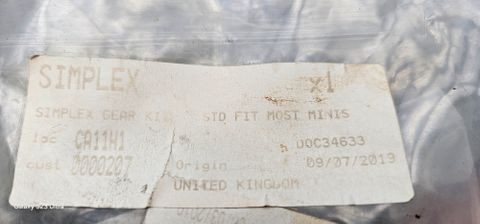 SIMPLEX x1
SIMPLEX GEAR KIT STD FIT MOST MINIS
loc CA11H1 DOC34633
cust 0000207 Origin 09/07/2013
UNITED KINGDOM